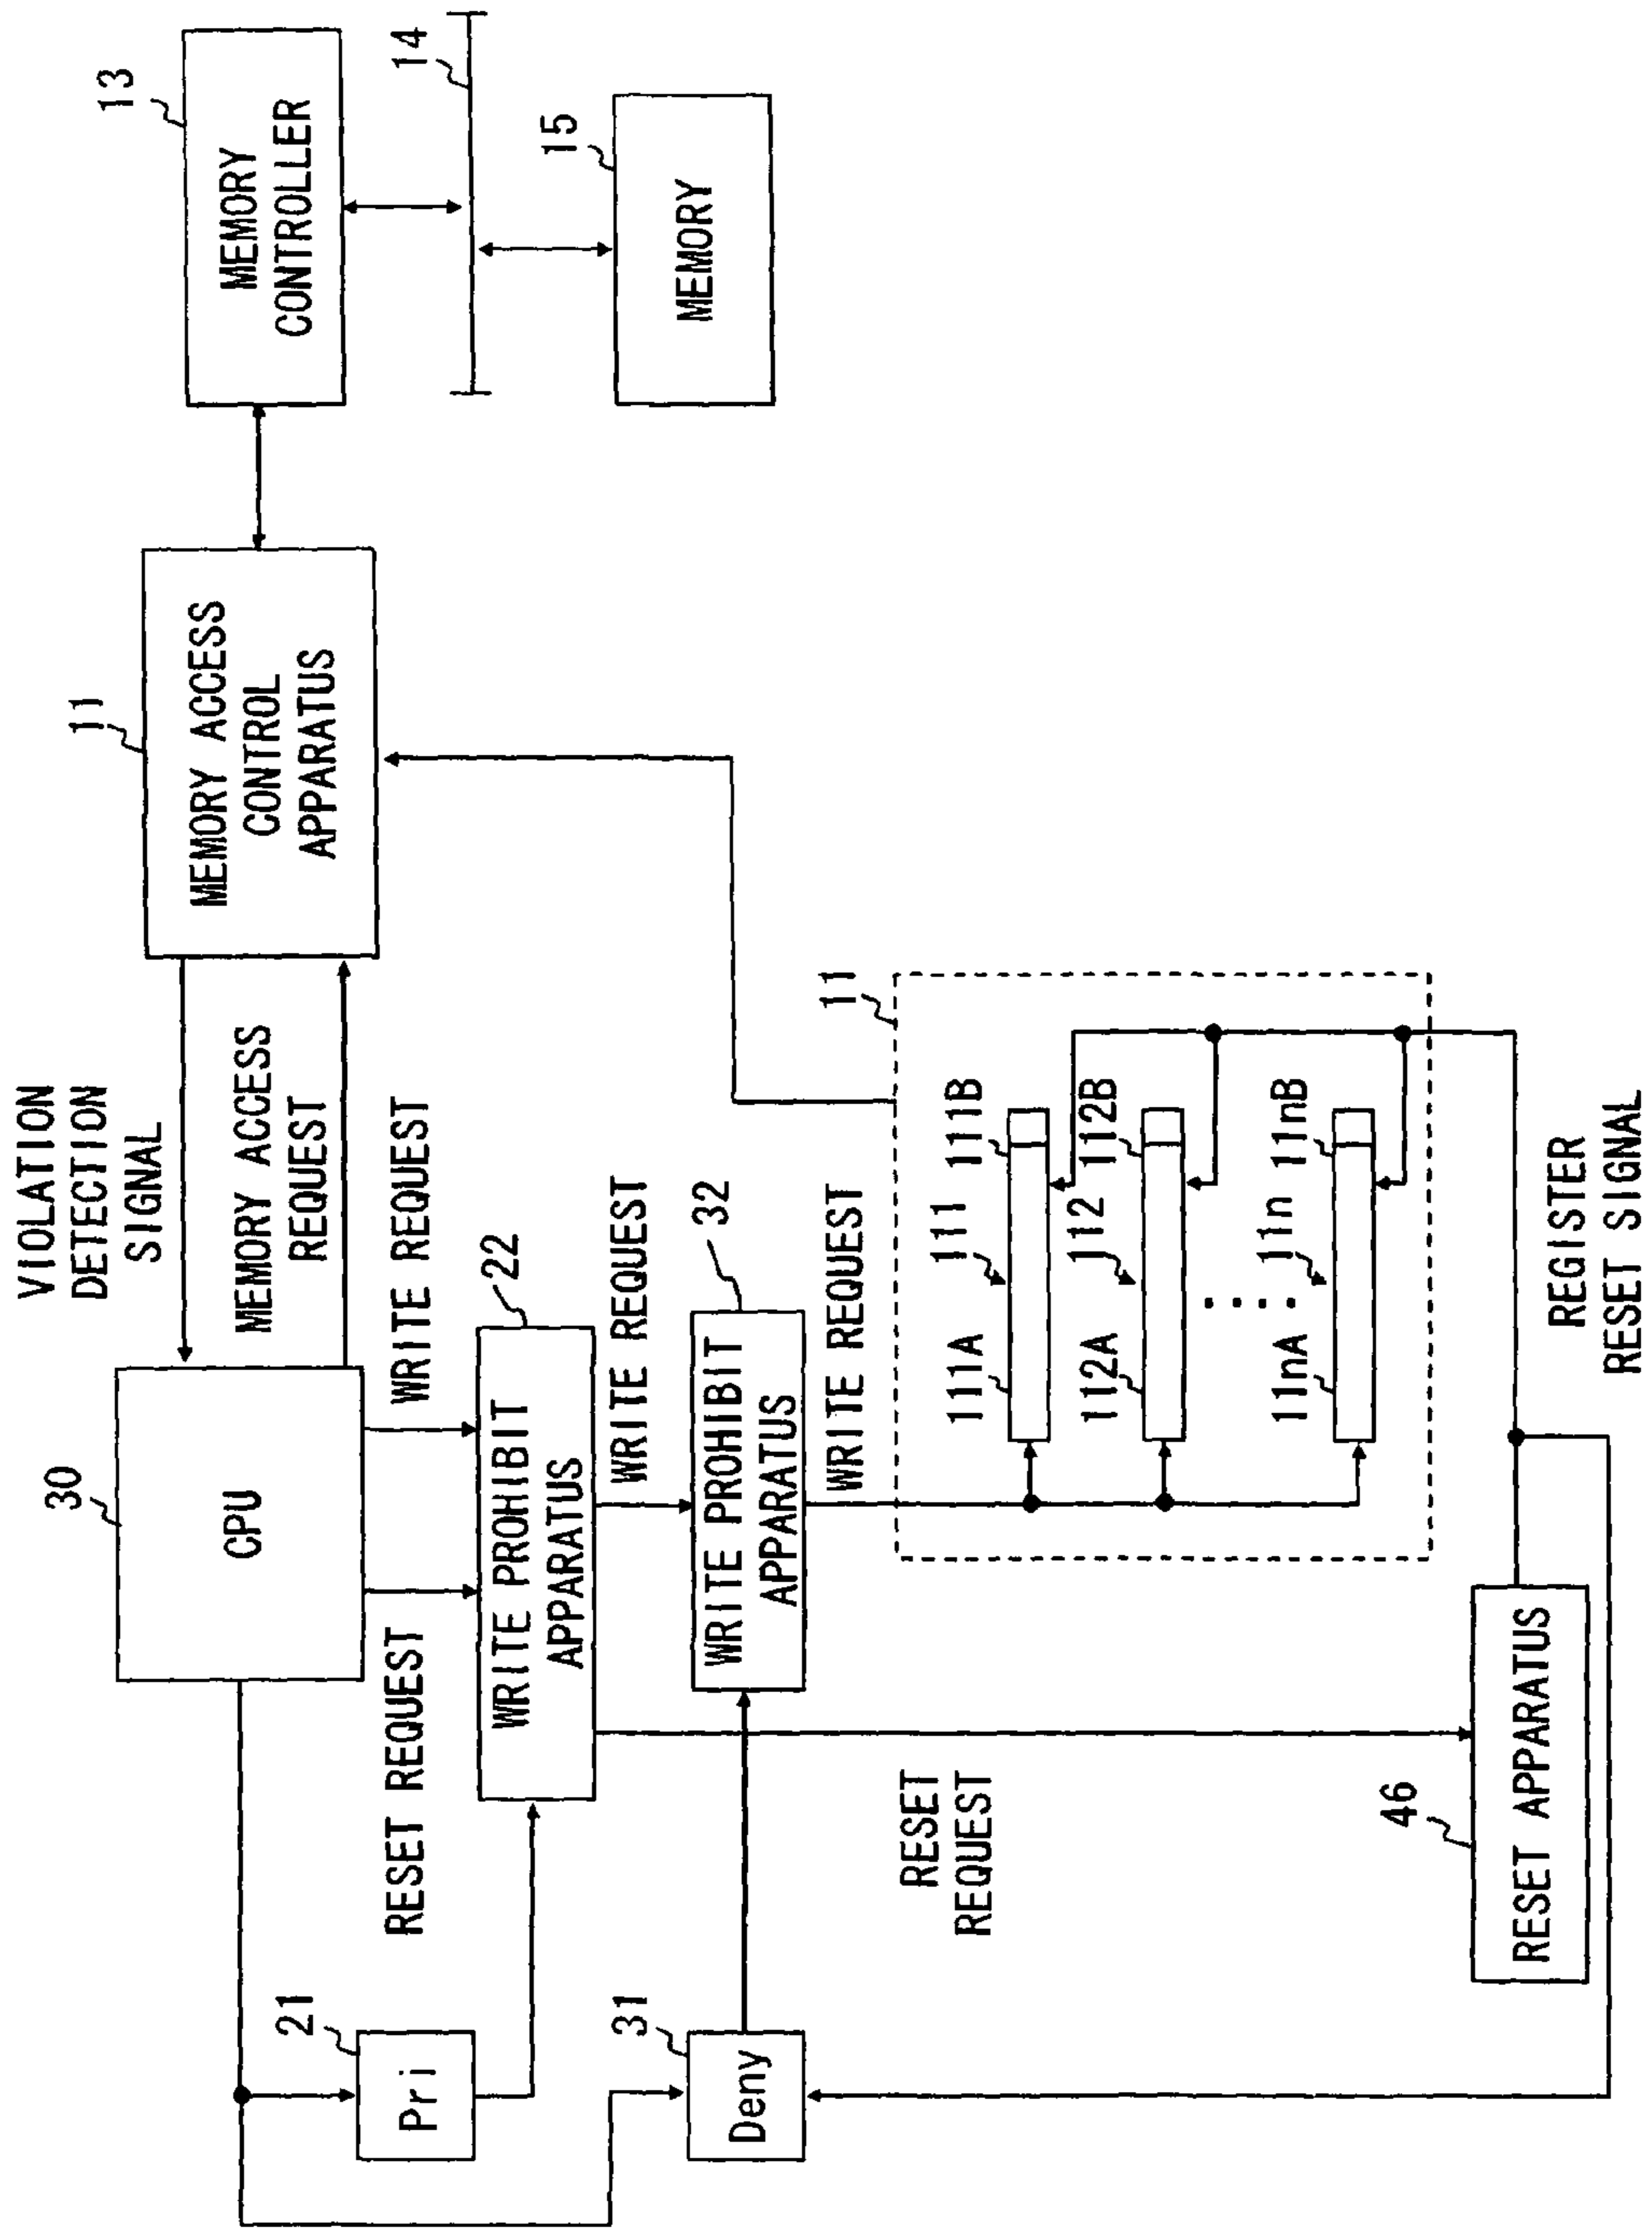 30
CPU
VIOLATION
DETECTION
SIGNAL
MEMORY ACCESS
REQUEST
11
MEMORY ACCESS
CONTROL
APPARATUS
13
MEMORY
CONTROLLER
14
15
MEMORY
21
Pri
RESET REQUEST
WRITE REQUEST
22
WRITE PROHIBIT
APPARATUS
WRITE REQUEST
31
Deny
32
WRITE PROHIBIT
APPARATUS
WRITE REQUEST
RESET
REQUEST
11
111A
111
111B
112A
112
112B
11nA
11n
11nB
46
RESET APPARATUS
REGISTER
RESET SIGNAL